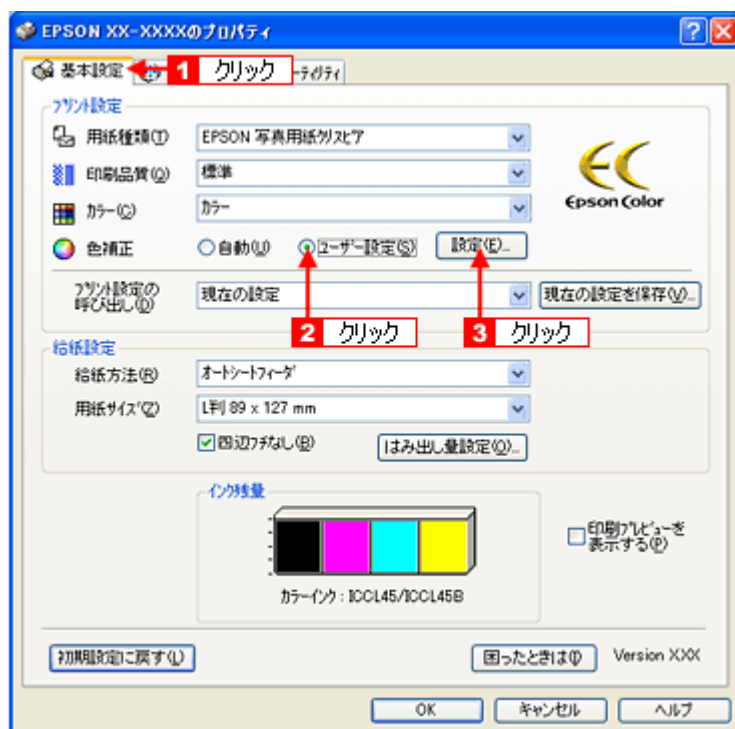 EPSON XX-XXXXのプロパティ
基本設定
1 クリック
ーティリティ
プリント設定
用紙種類(T) EPSON 写真用紙クリスピア
印刷品質(Q) 標準
カラー(C) カラー
Epson Color
色補正 自動(U) ユーザー設定(S) 設定(E)...
プリント設定の
呼び出し(D) 現在の設定 現在の設定を保存(V)...
2 クリック 3 クリック
給紙設定
給紙方法(R) オートシートフィーダ
用紙サイズ(Z) L判 89 x 127 mm
四辺フチなし(B) はみ出し量設定(O)...
インク残量
カラーインク : ICCL45/ICCL45B
印刷プレビューを
表示する(P)
初期設定に戻す(L) 困ったときは(I) Version XXX
OK キャンセル ヘルプ